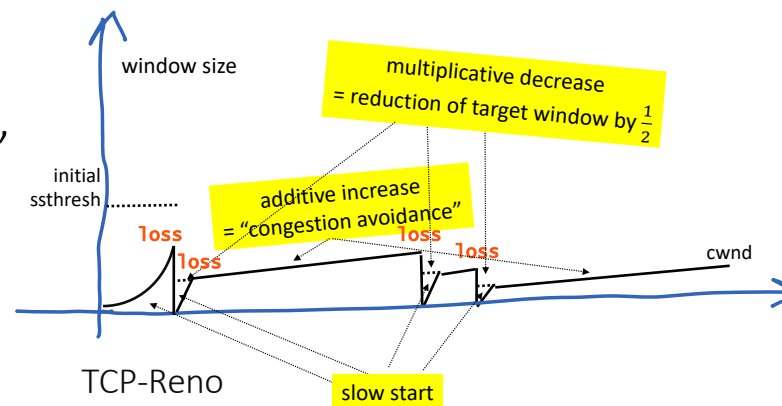 window size
multiplicative decrease
= reduction of target window by 1/2
,
initial
ssthresh
additive increase
= “congestion avoidance”
loss
loss
loss
loss
cwnd
TCP-Reno
slow start